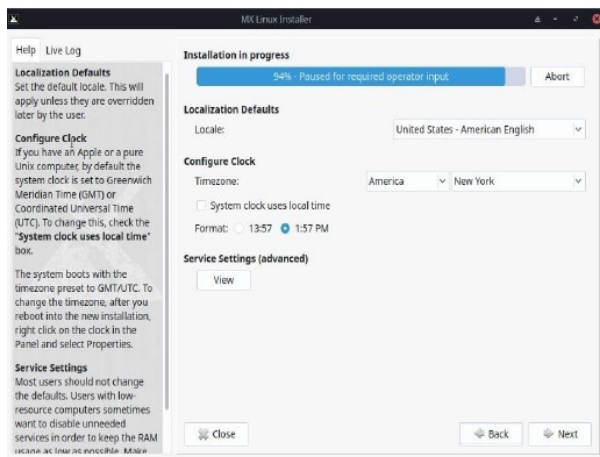 MX Linux Installer
Help Live Log
Localization Defaults
Set the default locale. This will
apply unless they are overridden
later by the user.
Configure Clock
If you have an Apple or a pure
Unix computer, by default the
system clock is set to Greenwich
Meridian Time (GMT) or
Coordinated Universal Time
(UTC). To change this, check the
"System clock uses local time"
box.
The system boots with the
timezone preset to GMT/UTC. To
change the timezone, after you
reboot into the new installation,
right click on the clock in the
Panel and select Properties.
Service Settings
Most users should not change
the defaults. Users with low-
resource computers sometimes
want to disable unneeded
services in order to keep the RAM
usage as low as possible. Make
Installation in progress
94% - Paused for required operator input
Abort
Localization Defaults
Locale: United States - American English
Configure Clock
Timezone: America New York
System clock uses local time
Format: 13:57 1:57 PM
Service Settings (advanced)
View
Close Back Next